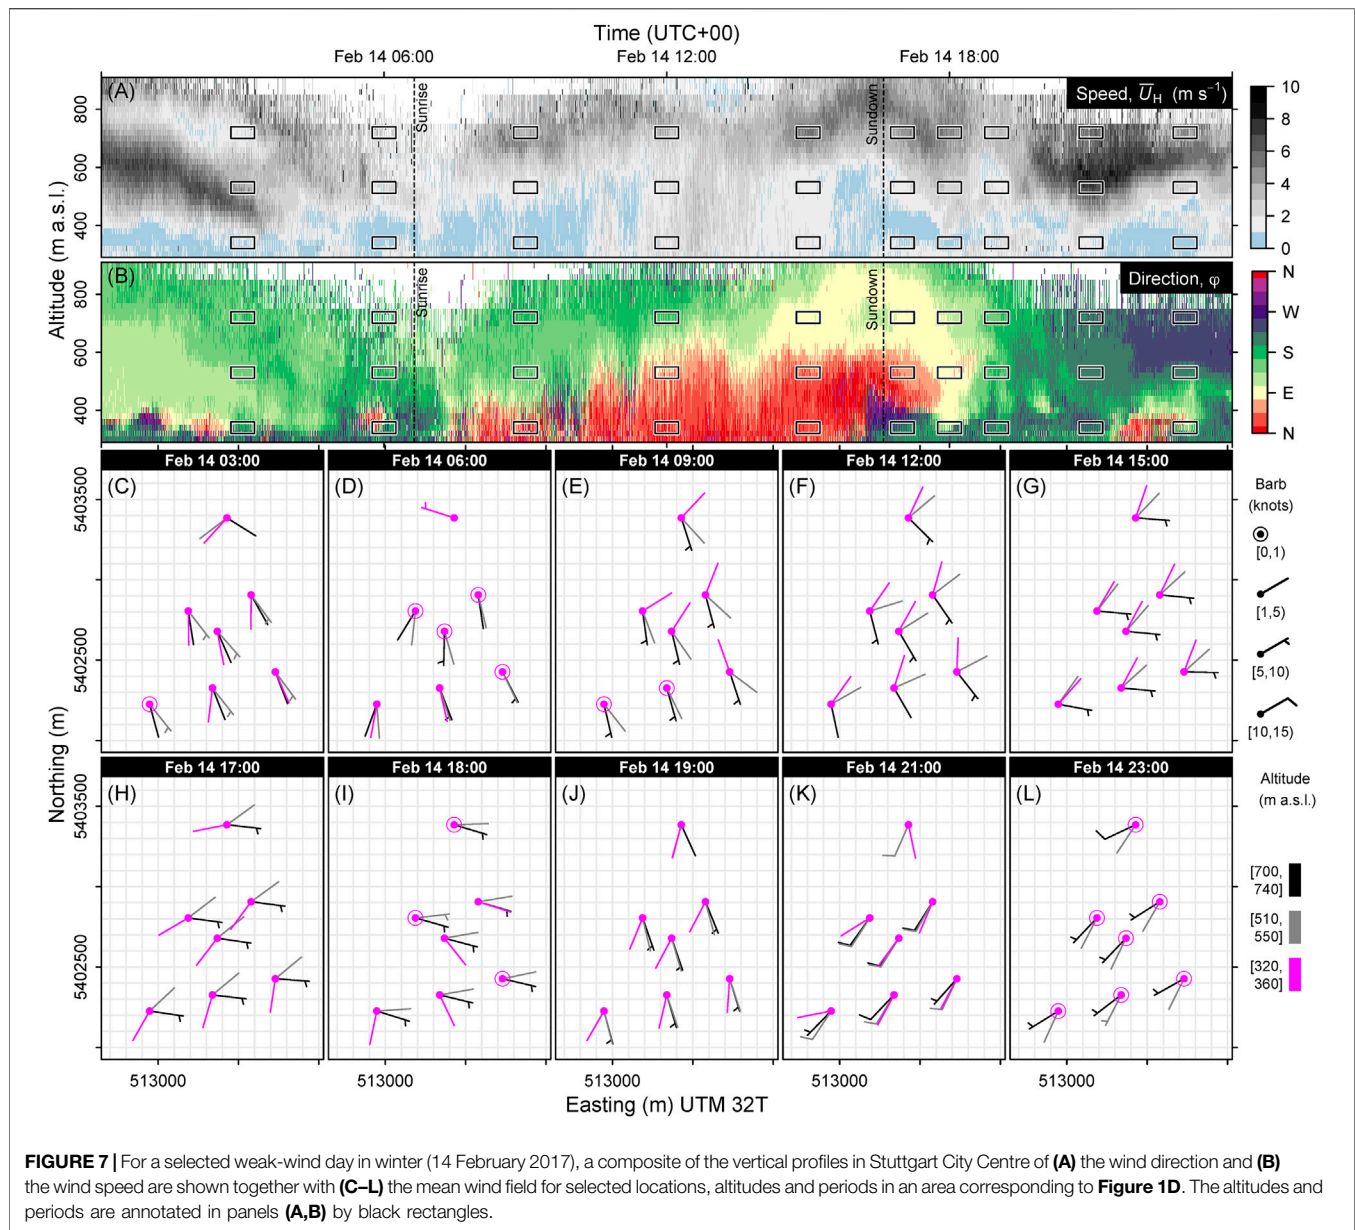 Time (UTC+00)
Feb 14 06:00 Feb 14 12:00 Feb 14 18:00
(A) Sunrise Sundown Speed, U̅H (m s⁻¹)
800
600
400
10
8
6
4
2
0
Altitude (m a.s.l.)
(B) Sunrise Sundown Direction, φ
800
600
400
N
W
S
E
N
Feb 14 03:00 Feb 14 06:00 Feb 14 09:00 Feb 14 12:00 Feb 14 15:00
(C) (D) (E) (F) (G)
5403500
5402500
Barb
(knots)
[0,1)
[1,5)
[5,10)
[10,15)
Northing (m)
Feb 14 17:00 Feb 14 18:00 Feb 14 19:00 Feb 14 21:00 Feb 14 23:00
(H) (I) (J) (K) (L)
5403500
5402500
Altitude
(m a.s.l.)
[700,
740]
[510,
550]
[320,
360]
513000 513000 513000 513000 513000
Easting (m) UTM 32T
FIGURE 7 | For a selected weak-wind day in winter (14 February 2017), a composite of the vertical profiles in Stuttgart City Centre of (A) the wind direction and (B)
the wind speed are shown together with (C–L) the mean wind field for selected locations, altitudes and periods in an area corresponding to Figure 1D. The altitudes and
periods are annotated in panels (A,B) by black rectangles.